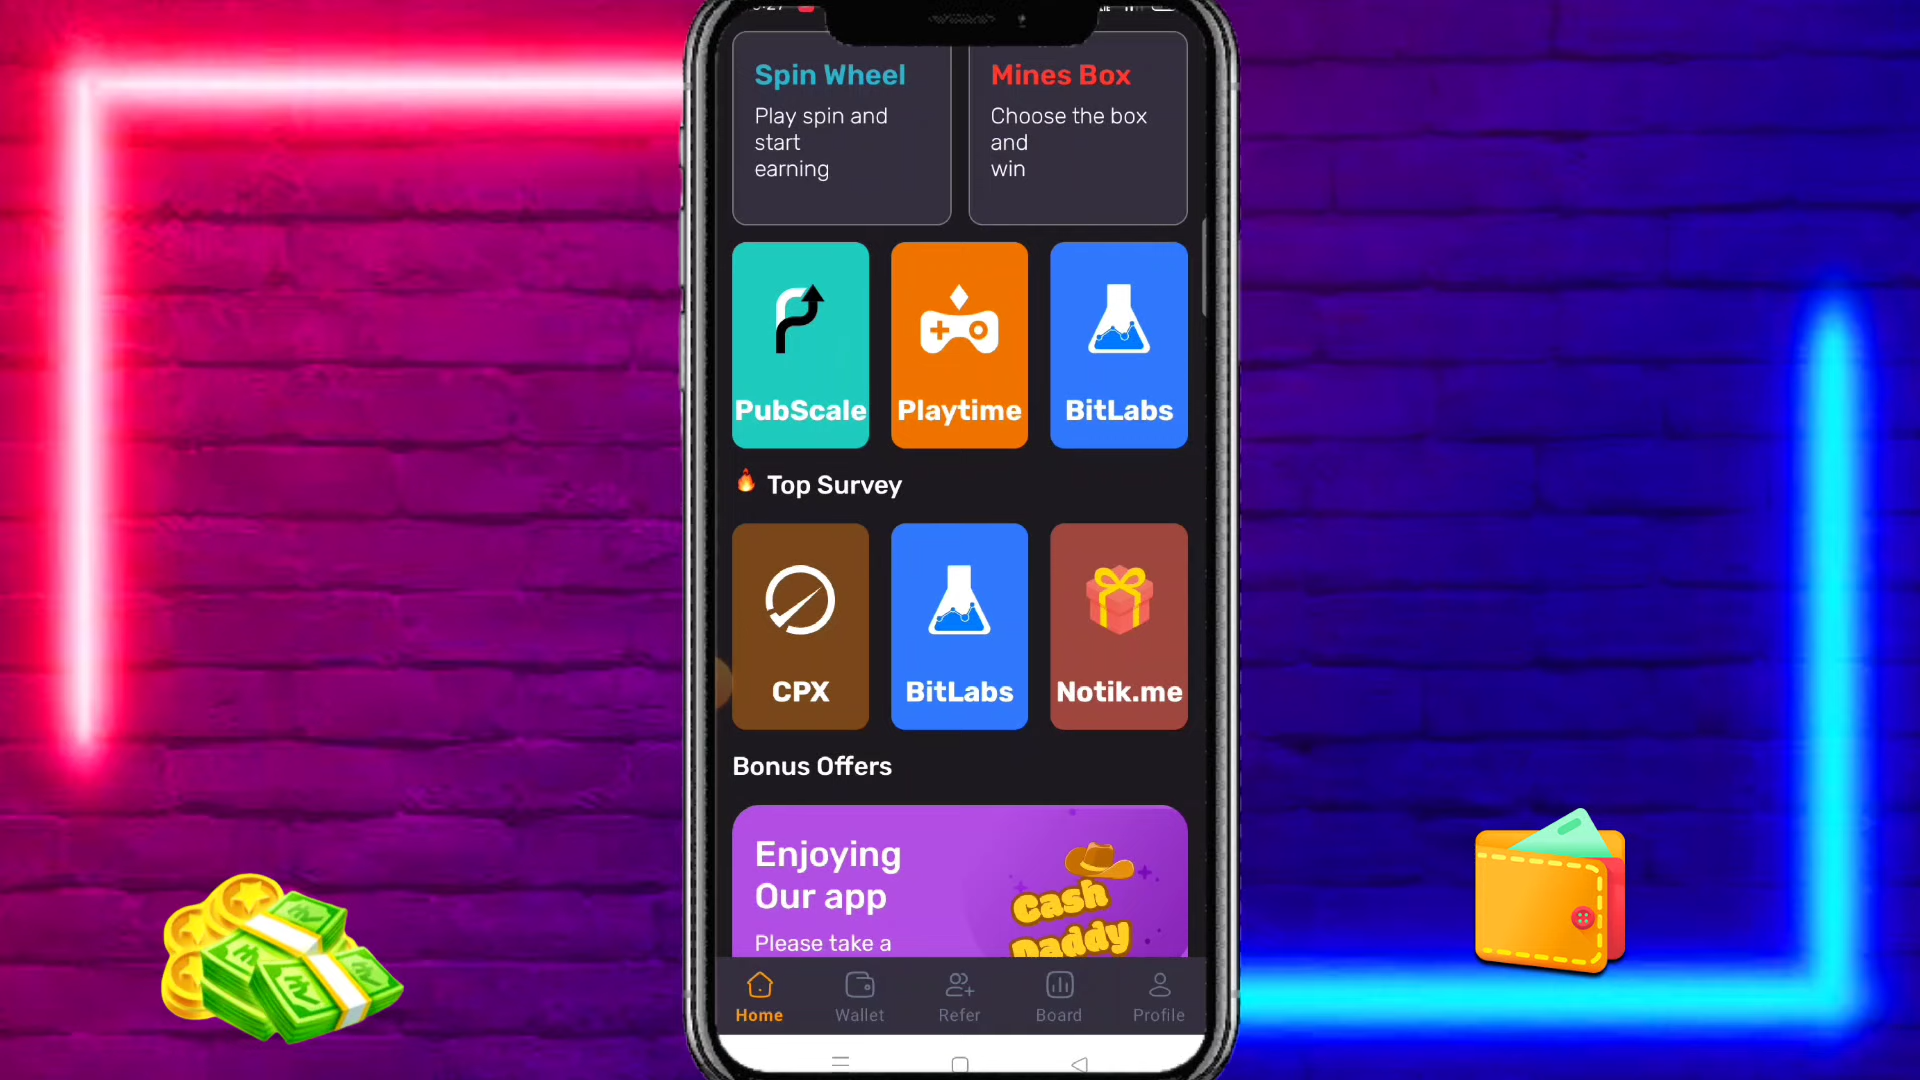 Spin Wheel
Play spin and
start
earning
Mines Box
Choose the box
and
win
PubScale
Playtime
BitLabs
Top Survey
CPX
BitLabs
Notik.me
Bonus Offers
Enjoying
Our app
Please take a
Cash
Daddy
Home
Wallet
Refer
Board
Profile